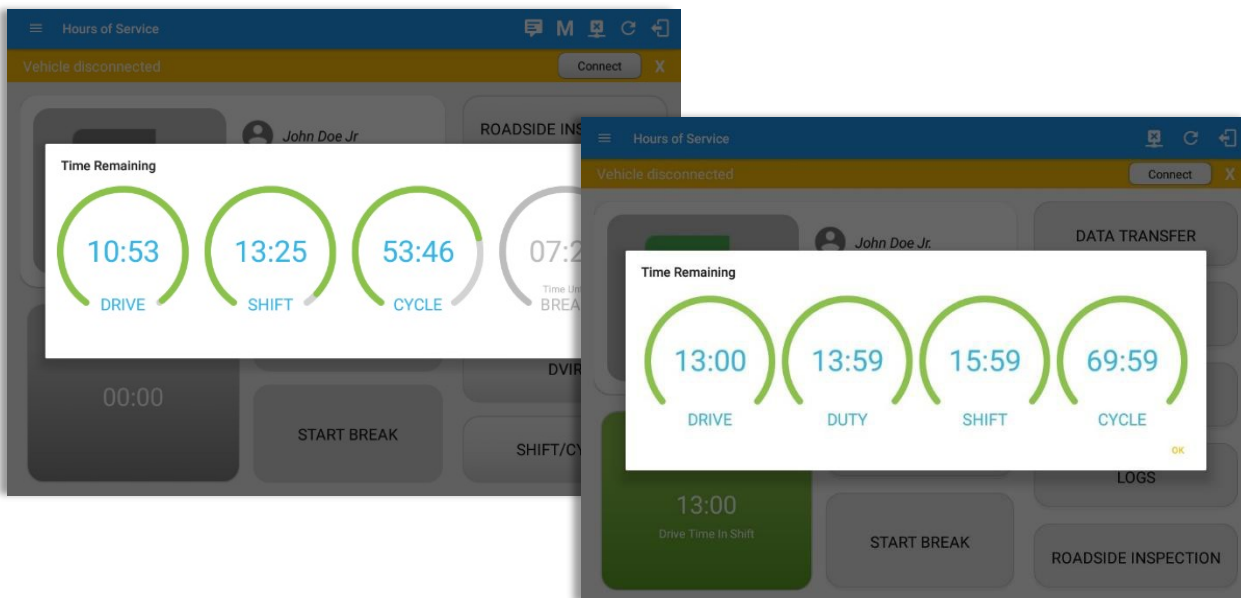 Hours of Service
M
Vehicle disconnected
Connect
X
John Doe Jr
ROADSIDE INS
Time Remaining
10:53
DRIVE
13:25
SHIFT
53:46
CYCLE
07:2
Time Un
BREA
00:00
START BREAK
DVIR
SHIFT/CY
Hours of Service
Vehicle disconnected
Connect
X
John Doe Jr.
DATA TRANSFER
Time Remaining
13:00
DRIVE
13:59
DUTY
15:59
SHIFT
69:59
CYCLE
OK
LOGS
13:00
Drive Time In Shift
START BREAK
ROADSIDE INSPECTION